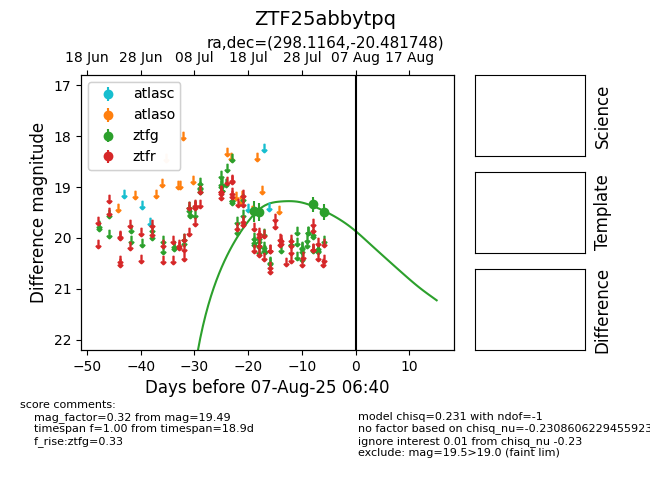 ZTF25abbytpq
ra,dec=(298.1164,-20.481748)
18 Jun 28 Jun 08 Jul 18 Jul 28 Jul 07 Aug 17 Aug
17
18
19
20
21
22
Difference magnitude
atlasc
atlaso
ztfg
ztfr
−50 −40 −30 −20 −10 0 10
Days before 07-Aug-25 06:40
Science
Template
Difference
score comments:
mag_factor=0.32 from mag=19.49
timespan f=1.00 from timespan=18.9d
f_rise:ztfg=0.33
model chisq=0.231 with ndof=-1
no factor based on chisq_nu=-0.2308606229455923
ignore interest 0.01 from chisq_nu -0.23
exclude: mag=19.5>19.0 (faint lim)